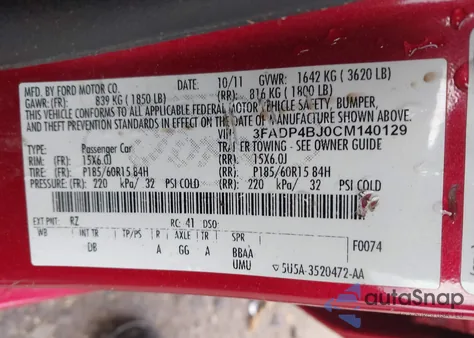 MFD. BY FORD MOTOR CO. 10/11 GVWR: 1642 KG (3620 LB)
GAWR:(FR): 839 KG (1850 LB) (RR): 816 KG (1800 LB)
THIS VEHICLE CONFORMS TO ALL APPLICABLE FEDERAL MOTOR VEHICLE SAFETY, BUMPER,
AND THEFT PREVENTION STANDARDS IN EFFECT ON THE DATE OF MANUFACTURE SHOWN ABOVE.
VIN: 3FADP4BJ0CM140129
TYPE: Passenger Car TRAILER TOWING - SEE OWNER GUIDE
RIM: (FR): 15X6.0J (RR): 15X6.0J
TIRE: (FR): P185/60R15 84H (RR): P185/60R15 84H
PRESSURE: (FR): 220 kPa/ 32 PSI COLD (RR): 220 kPa/ 32 PSI COLD
EXT PNT: RZ RC: 41 DSO:
WB INT TR TP/PS R AXLE TR SPR F0074
DB A GG A BBAA
UMU 5U5A-3520472-AA
autoSnap